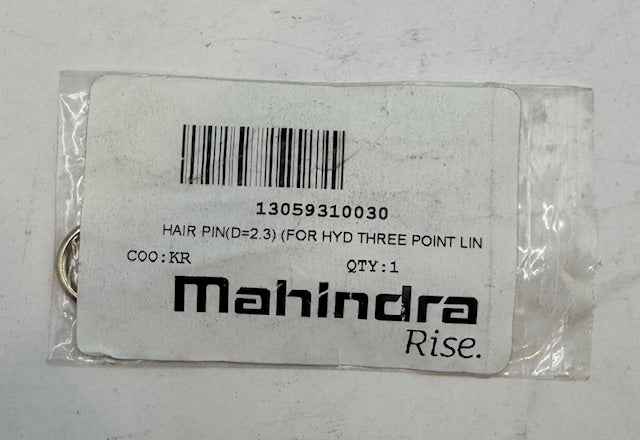 13059310030
HAIR PIN(D=2.3) (FOR HYD THREE POINT LIN
COO:KR QTY:1
Mahindra
Rise.